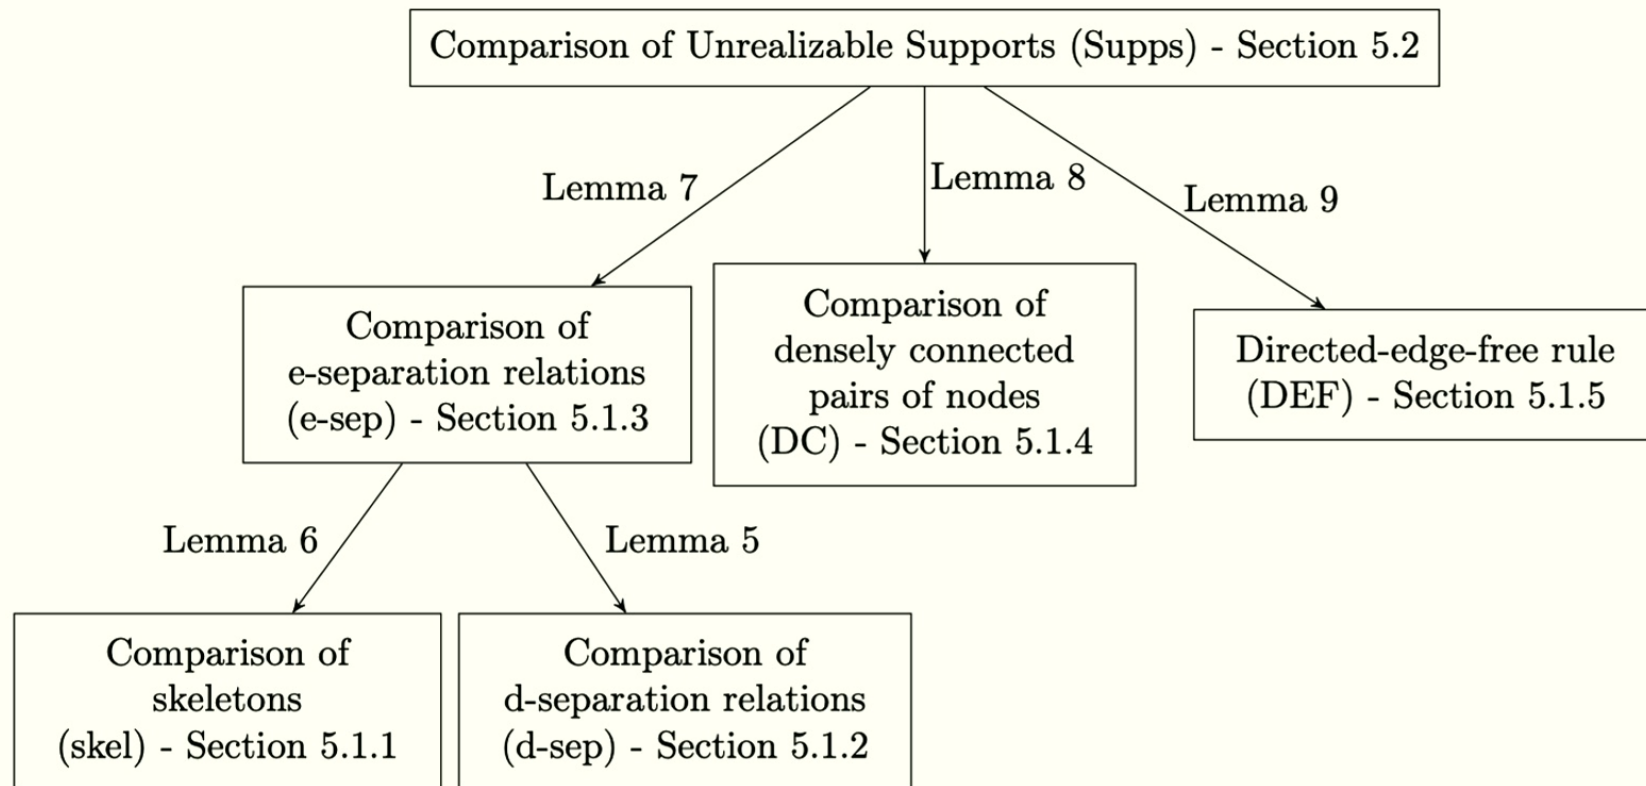 Comparison of Unrealizable Supports (Supps) - Section 5.2
Lemma 7
Lemma 8
Lemma 9
Comparison of
e-separation relations
(e-sep) - Section 5.1.3
Comparison of
densely connected
pairs of nodes
(DC) - Section 5.1.4
Directed-edge-free rule
(DEF) - Section 5.1.5
Lemma 6
Lemma 5
Comparison of
skeletons
(skel) - Section 5.1.1
Comparison of
d-separation relations
(d-sep) - Section 5.1.2